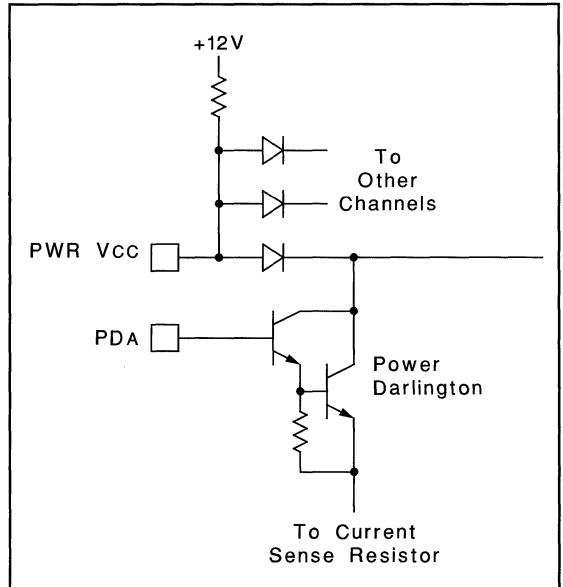 +12V
To
Other
Channels
PWR VCC
PDA
Power
Darlington
To Current
Sense Resistor